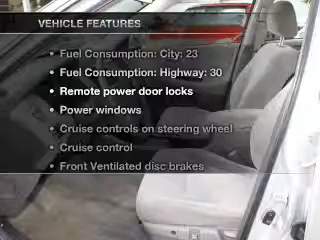 VEHICLE FEATURES
• Fuel Consumption: City: 23
• Fuel Consumption: Highway: 30
• Remote power door locks
• Power windows
• Cruise controls on steering wheel
• Cruise control
• Front Ventilated disc brakes